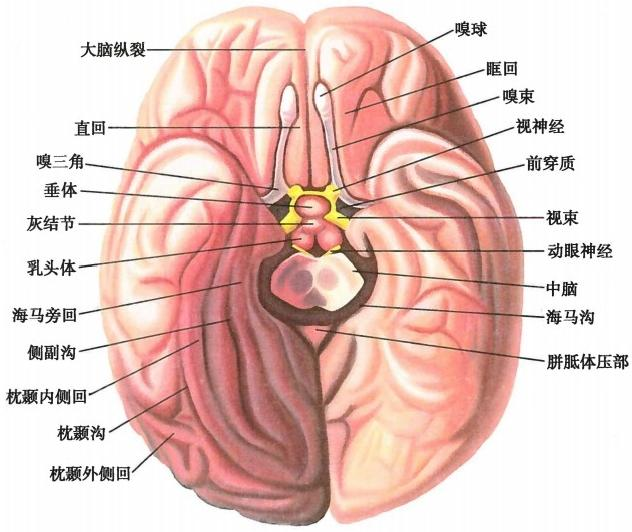 大脑纵裂
直回
嗅三角
垂体
灰结节
乳头体
海马旁回
侧副沟
枕颞内侧回
枕颞沟
枕颞外侧回
嗅球
眶回
嗅束
视神经
前穿质
视束
动眼神经
中脑
海马沟
胼胝体压部